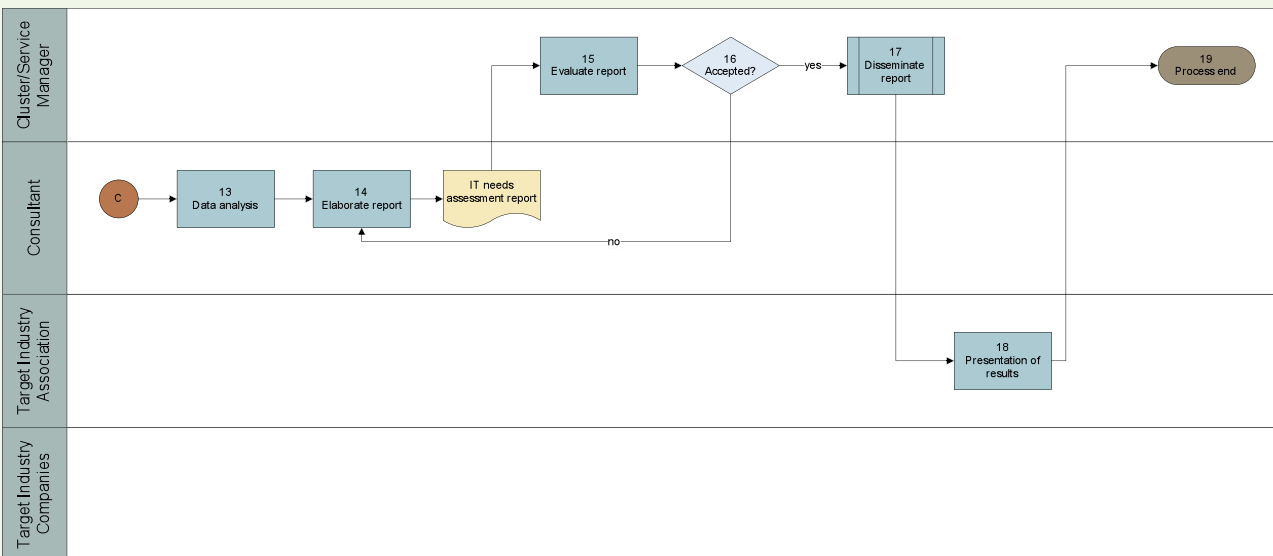 Cluster/Service
Manager
15
Evaluate report
16
Accepted?
yes
17
Disseminate
report
19
Process end
Consultant
C
13
Data analysis
14
Elaborate report
IT needs
assessment report
no
Target Industry
Association
18
Presentation of
results
Target Industry
Companies